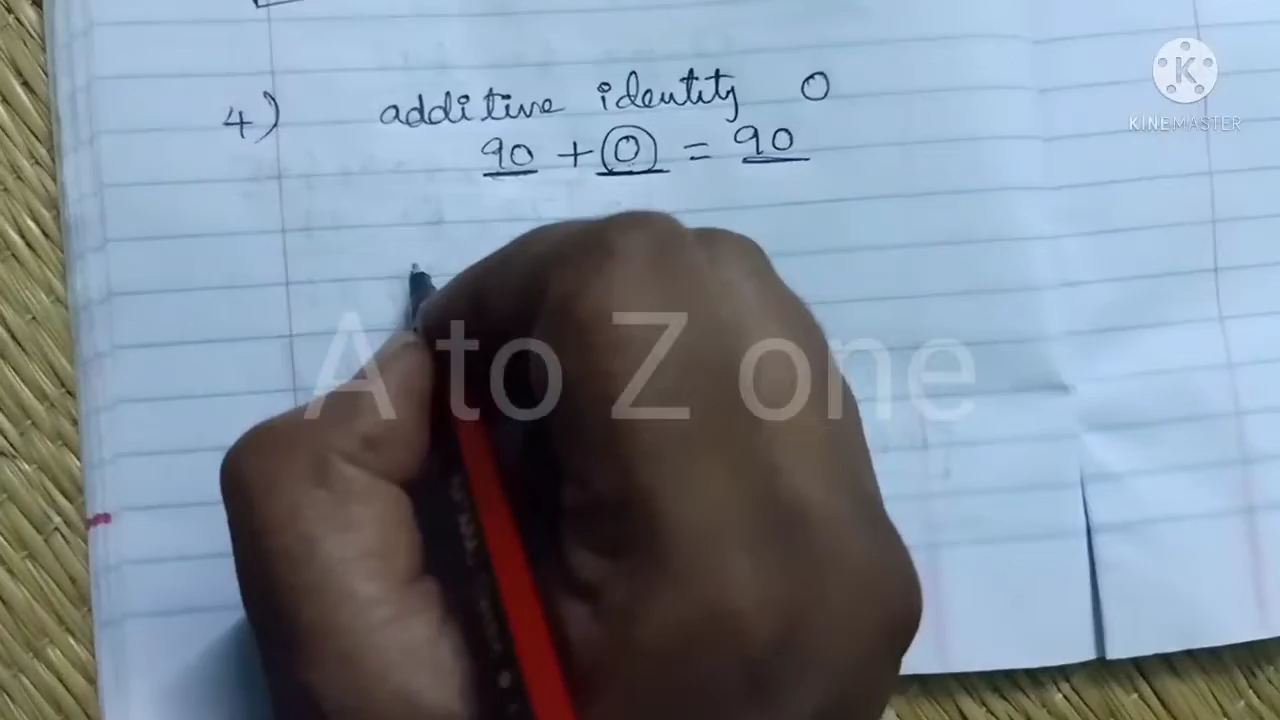 4) additive identity 0
90 + 0 = 90
K
KINEMASTER
A to Z one